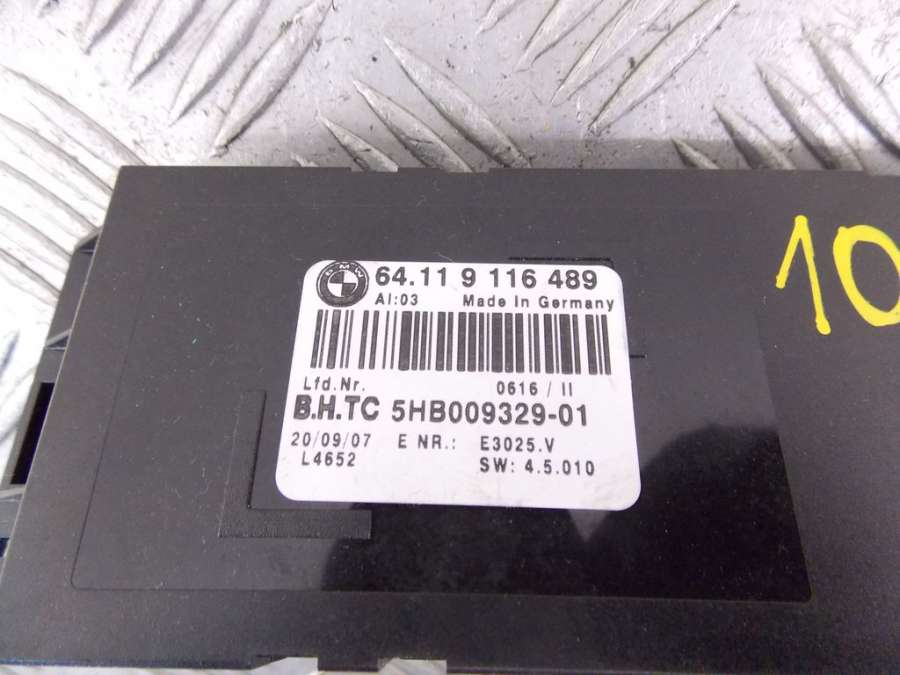 BMW
64.11 9 116 489
AI:03 Made In Germany
Lfd.Nr. 0616 / II
B.H.TC 5HB009329-01
20/09/07 E NR.: E3025.V
L4652 SW: 4.5.010
10